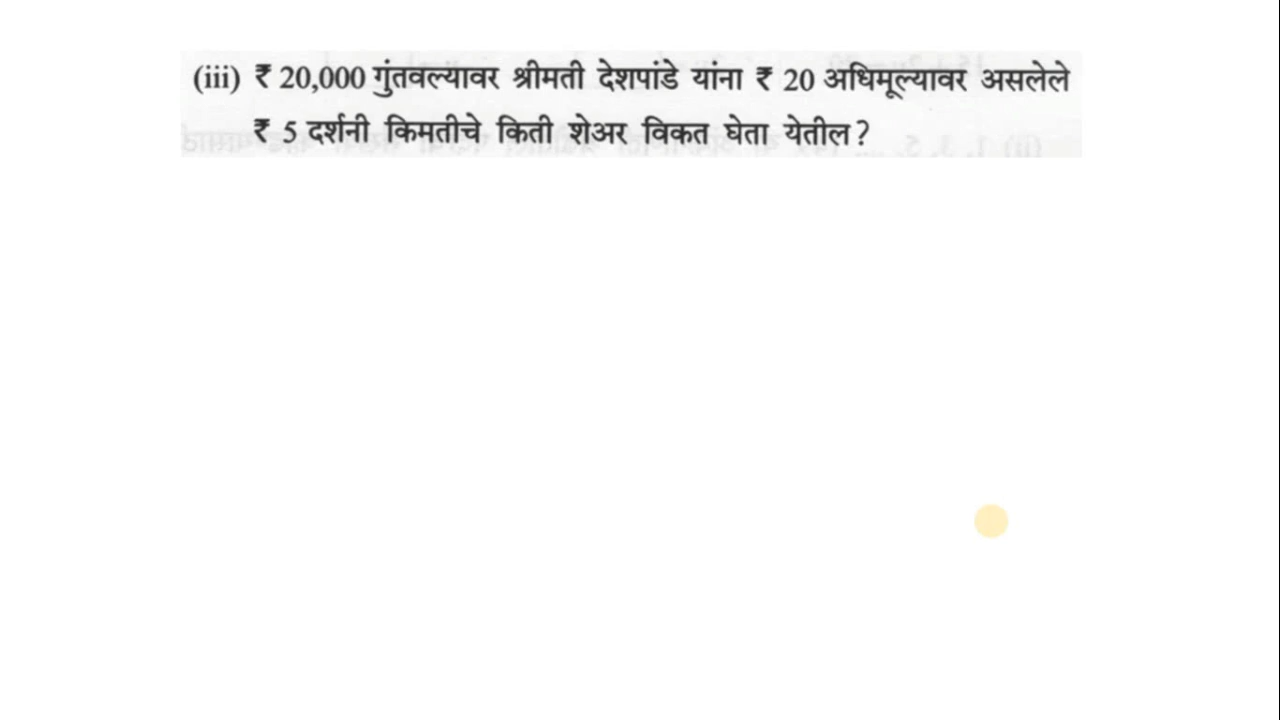 (iii) ₹ 20,000 गुंतवल्यावर श्रीमती देशपांडे यांना ₹ 20 अधिमूल्यावर असलेले
₹ 5 दर्शनी किमतीचे किती शेअर विकत घेता येतील?